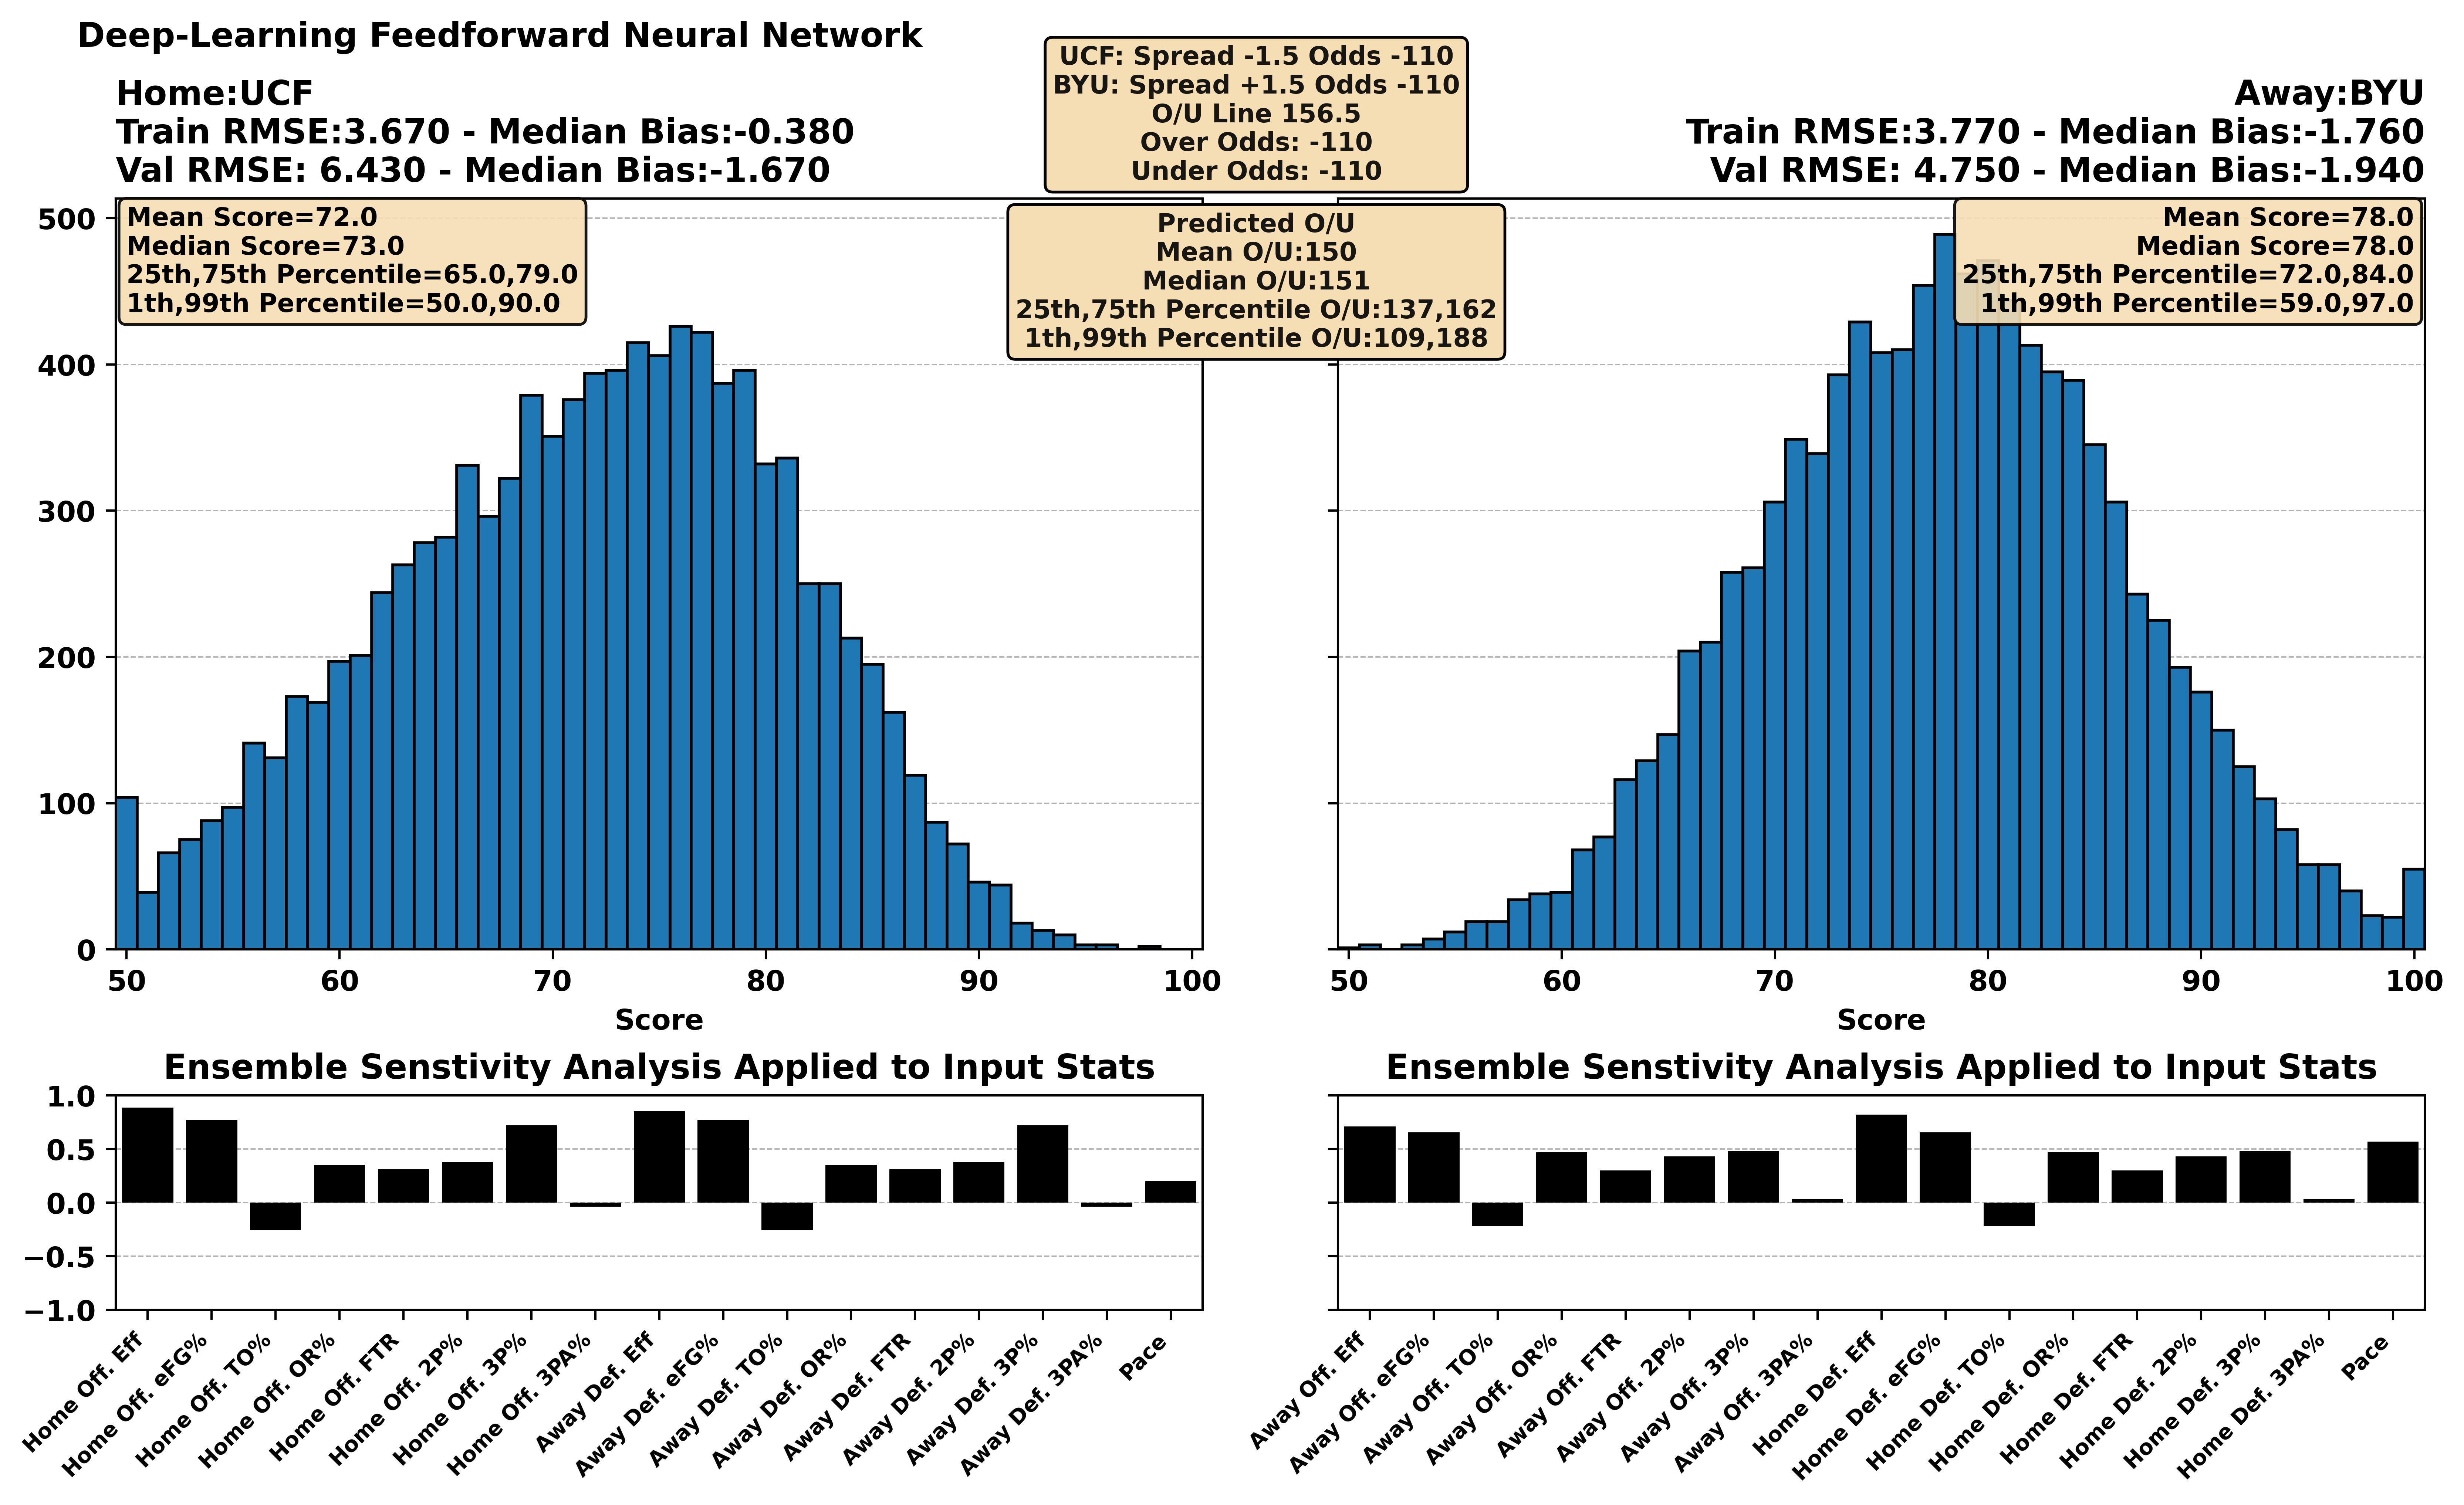 Deep-Learning Feedforward Neural Network
Home:UCF
Train RMSE:3.670 - Median Bias:-0.380
Val RMSE: 6.430 - Median Bias:-1.670
UCF: Spread -1.5 Odds -110
BYU: Spread +1.5 Odds -110
O/U Line 156.5
Over Odds: -110
Under Odds: -110
Away:BYU
Train RMSE:3.770 - Median Bias:-1.760
Val RMSE: 4.750 - Median Bias:-1.940
Mean Score=72.0
Median Score=73.0
25th,75th Percentile=65.0,79.0
1th,99th Percentile=50.0,90.0
Predicted O/U
Mean O/U:150
Median O/U:151
25th,75th Percentile O/U:137,162
1th,99th Percentile O/U:109,188
Mean Score=78.0
Median Score=78.0
25th,75th Percentile=72.0,84.0
1th,99th Percentile=59.0,97.0
500
400
300
200
100
0
50 60 70 80 90 100
Score
50 60 70 80 90 100
Score
Ensemble Senstivity Analysis Applied to Input Stats
1.0
0.5
0.0
−0.5
−1.0
Home Off. Eff
Home Off. eFG%
Home Off. TO%
Home Off. OR%
Home Off. FTR
Home Off. 2P%
Home Off. 3P%
Home Off. 3PA%
Away Def. Eff
Away Def. eFG%
Away Def. TO%
Away Def. OR%
Away Def. FTR
Away Def. 2P%
Away Def. 3P%
Away Def. 3PA%
Pace
Ensemble Senstivity Analysis Applied to Input Stats
Away Off. Eff
Away Off. eFG%
Away Off. TO%
Away Off. OR%
Away Off. FTR
Away Off. 2P%
Away Off. 3P%
Away Off. 3PA%
Home Def. Eff
Home Def. eFG%
Home Def. TO%
Home Def. OR%
Home Def. FTR
Home Def. 2P%
Home Def. 3P%
Home Def. 3PA%
Pace